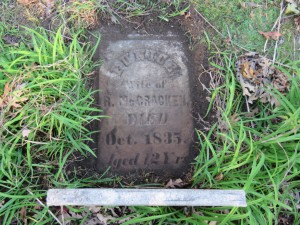 Wife of
R. McCracken,
DIED
Oct. 1835.
Aged